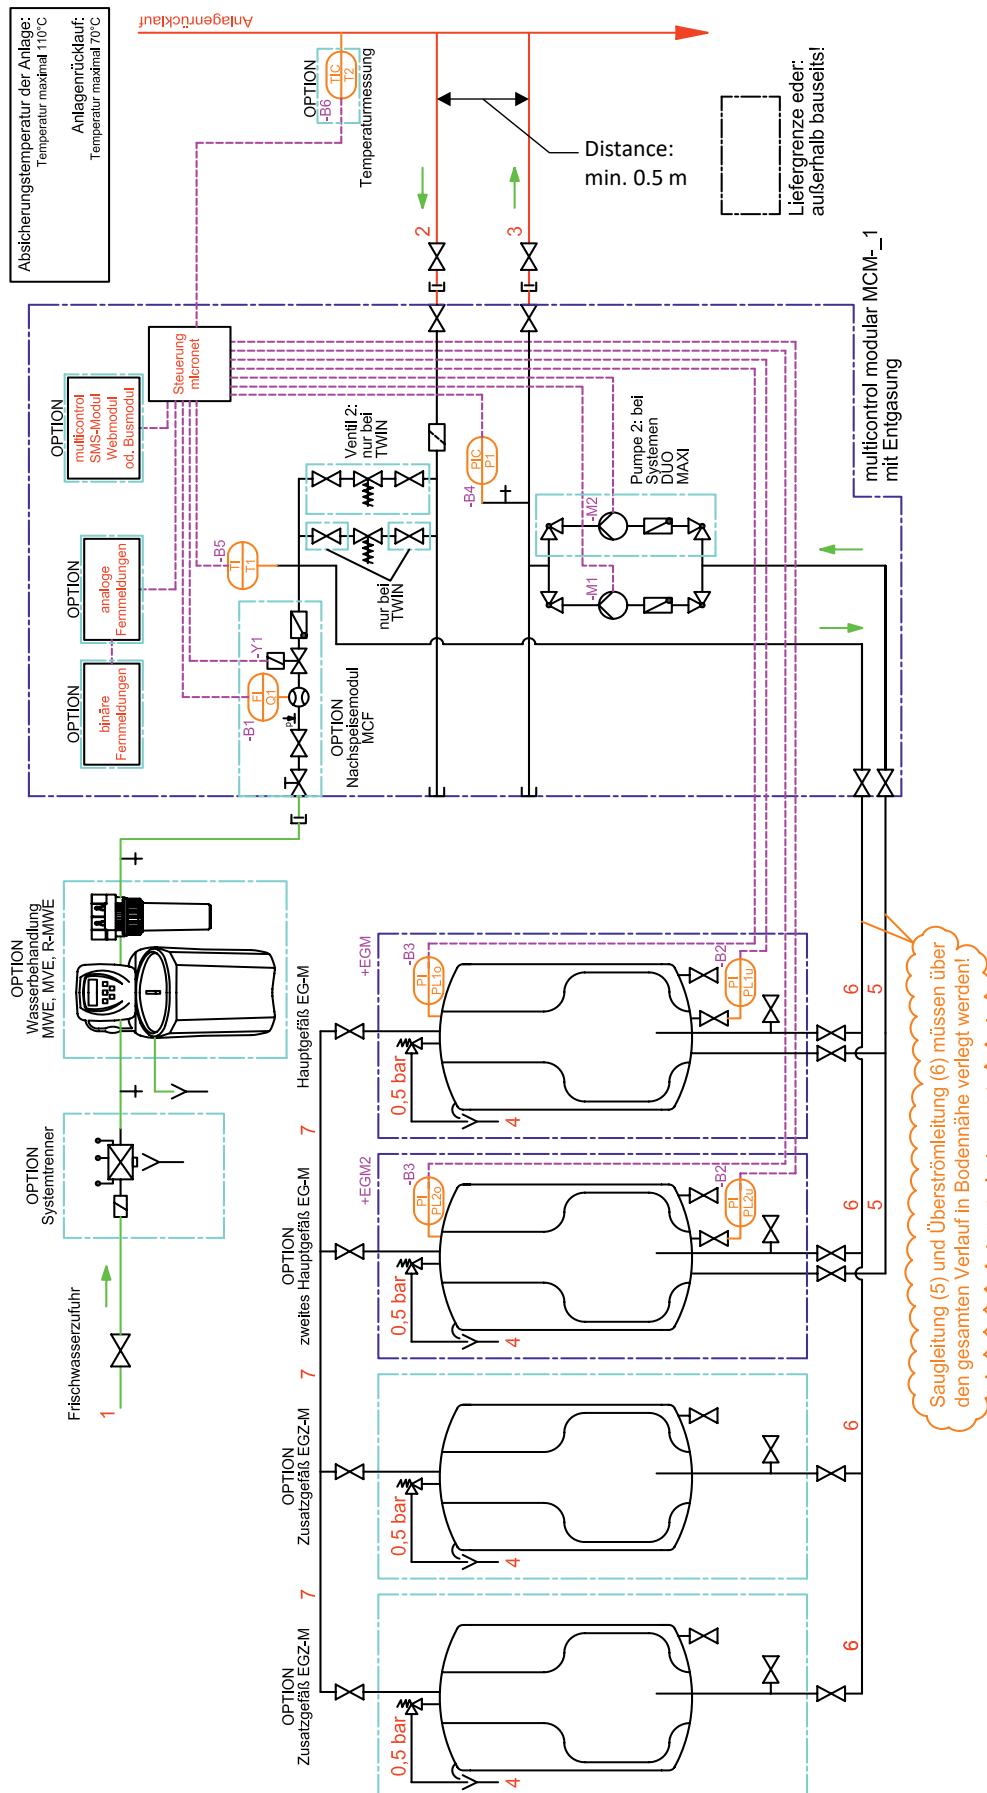 Absicherungstemperatur der Anlage:
Temperatur maximal 110°C
Anlagenrücklauf:
Temperatur maximal 70°C
Anlagenrücklauf
OPTION
TIC
T2
-B6
Temperaturmessung
Distance:
min. 0.5 m
Liefergrenze eder:
außerhalb bauseits!
2
3
multicontrol modular MCM-_1
mit Entgasung
Steuerung
micronet
OPTION
multicontrol
SMS-Modul
Webmodul
od. Busmodul
OPTION
analoge
Fernmeldungen
OPTION
binäre
Fernmeldungen
Ventil 2:
nur bei
TWIN
nur bei
TWIN
-B5
TI
T1
-B4
PIC
P1
Pumpe 2: bei
Systemen
DUO
MAXI
-M2
-M1
-Y1
-B1
FI
Q1
OPTION
Nachspeisemodul
MCF
OPTION
Wasserbehandlung
MWE, MVE, R-MWE
OPTION
Systemtrenner
Frischwasserzufuhr
1
Hauptgefäß EG-M
+EGM
-B3
PI
PL1o
-B2
PI
PL1u
0,5 bar
4
7
6
5
OPTION
zweites Hauptgefäß EG-M
+EGM2
-B3
PI
PL2o
-B2
PI
PL2u
0,5 bar
4
7
6
5
OPTION
Zusatzgefäß EGZ-M
0,5 bar
4
7
6
OPTION
Zusatzgefäß EGZ-M
0,5 bar
4
6
Saugleitung (5) und Überströmleitung (6) müssen über
den gesamten Verlauf in Bodennähe verlegt werden!